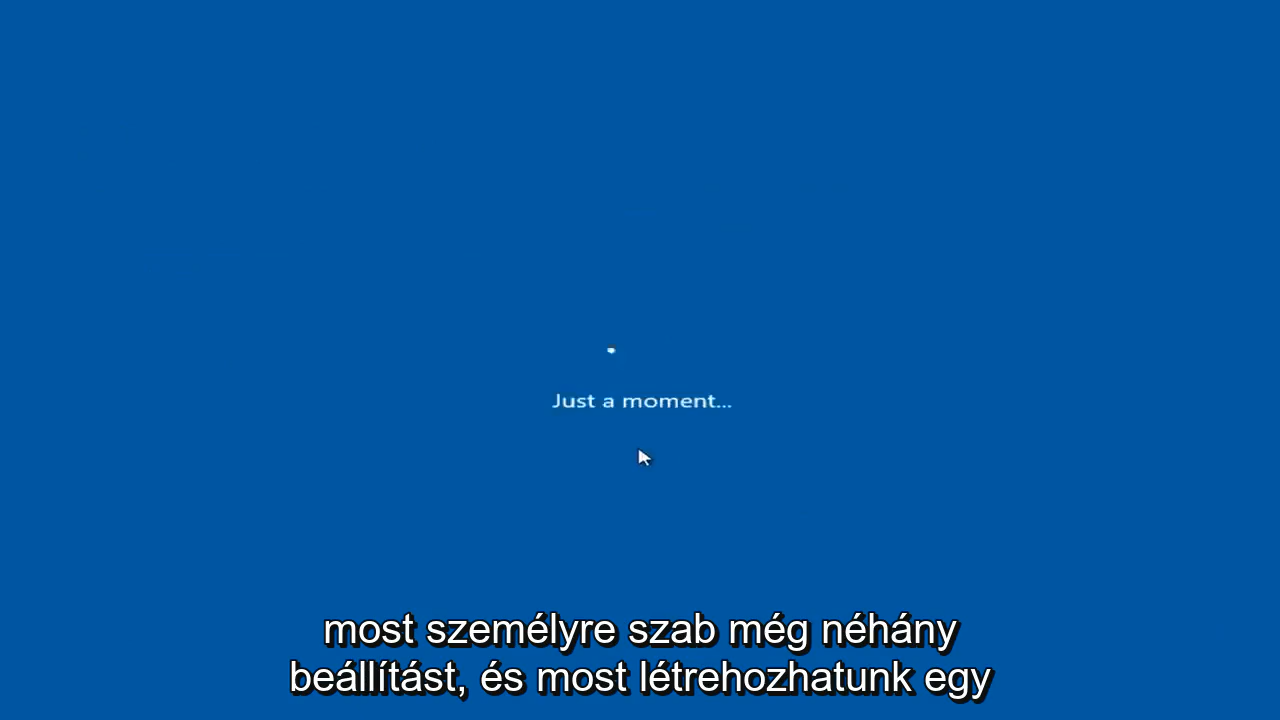 Just a moment...
most személyre szab még néhány
beállítást, és most létrehozhatunk egy